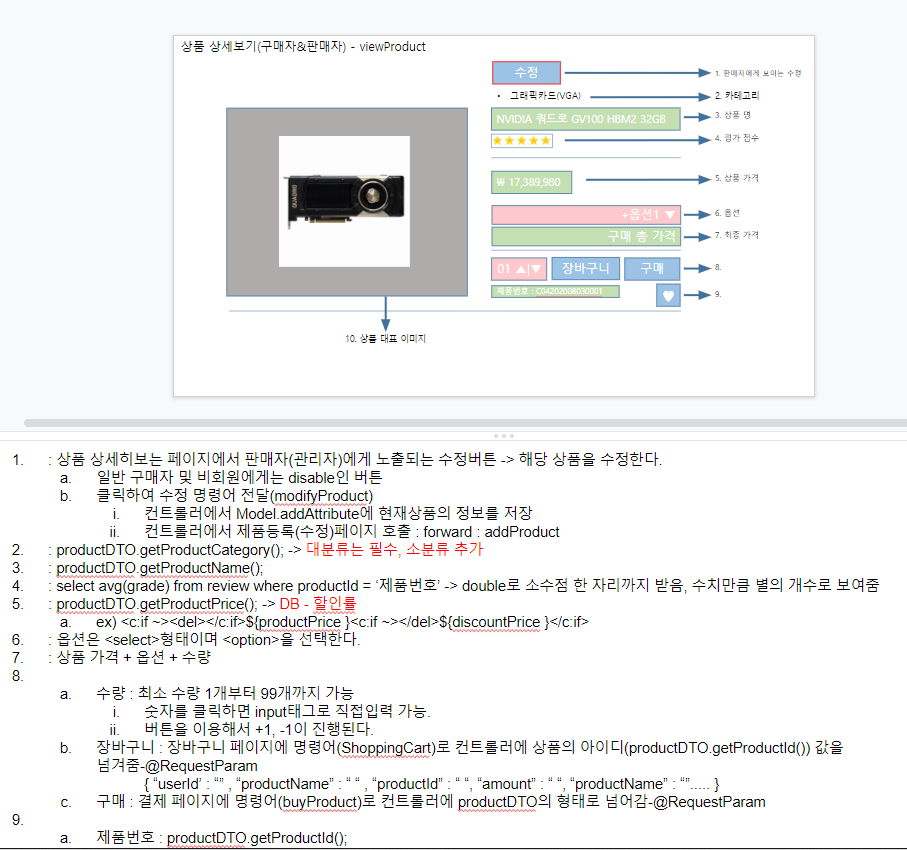 상품 상세보기(구매자&판매자) - viewProduct
수정
1. 판매자에게 보이는 수정
• 그래픽카드(VGA)
2. 카테고리
NVIDIA 쿼드로 GV100 HBM2 32GB
3. 상품 명
★★★★★
4. 평가 점수
₩ 17,389,980
5. 상품 가격
+옵션1 ▼
6. 옵션
구매 총 가격
7. 최종 가격
01 ▲|▼
장바구니
구매
8.
제품번호 : C04202008030001
♥
9.
QUADRO
10. 상품 대표 이미지
1. : 상품 상세히보는 페이지에서 판매자(관리자)에게 노출되는 수정버튼 -> 해당 상품을 수정한다.
a. 일반 구매자 및 비회원에게는 disable인 버튼
b. 클릭하여 수정 명령어 전달(modifyProduct)
i. 컨트롤러에서 Model.addAttribute에 현재상품의 정보를 저장
ii. 컨트롤러에서 제품등록(수정)페이지 호출 : forward : addProduct
2. : productDTO.getProductCategory(); -> 대분류는 필수, 소분류 추가
3. : productDTO.getProductName();
4. : select avg(grade) from review where productId = ‘제품번호’ -> double로 소수점 한 자리까지 받음, 수치만큼 별의 개수로 보여줌
5. : productDTO.getProductPrice(); -> DB - 할인률
a. ex) <c:if ~><del></c:if>${productPrice }<c:if ~></del>${discountPrice }</c:if>
6. : 옵션은 <select>형태이며 <option>을 선택한다.
7. : 상품 가격 + 옵션 + 수량
8.
a. 수량 : 최소 수량 1개부터 99개까지 가능
i. 숫자를 클릭하면 input태그로 직접입력 가능.
ii. 버튼을 이용해서 +1, -1이 진행된다.
b. 장바구니 : 장바구니 페이지에 명령어(ShoppingCart)로 컨트롤러에 상품의 아이디(productDTO.getProductId()) 값을
넘겨줌-@RequestParam
{ “userId’ : “” , “productName” : “ “ , “productId” : “ “, “amount” : “ “, “productName” : “”..... }
c. 구매 : 결제 페이지에 명령어(buyProduct)로 컨트롤러에 productDTO의 형태로 넘어감-@RequestParam
9.
a. 제품번호 : productDTO.getProductId();